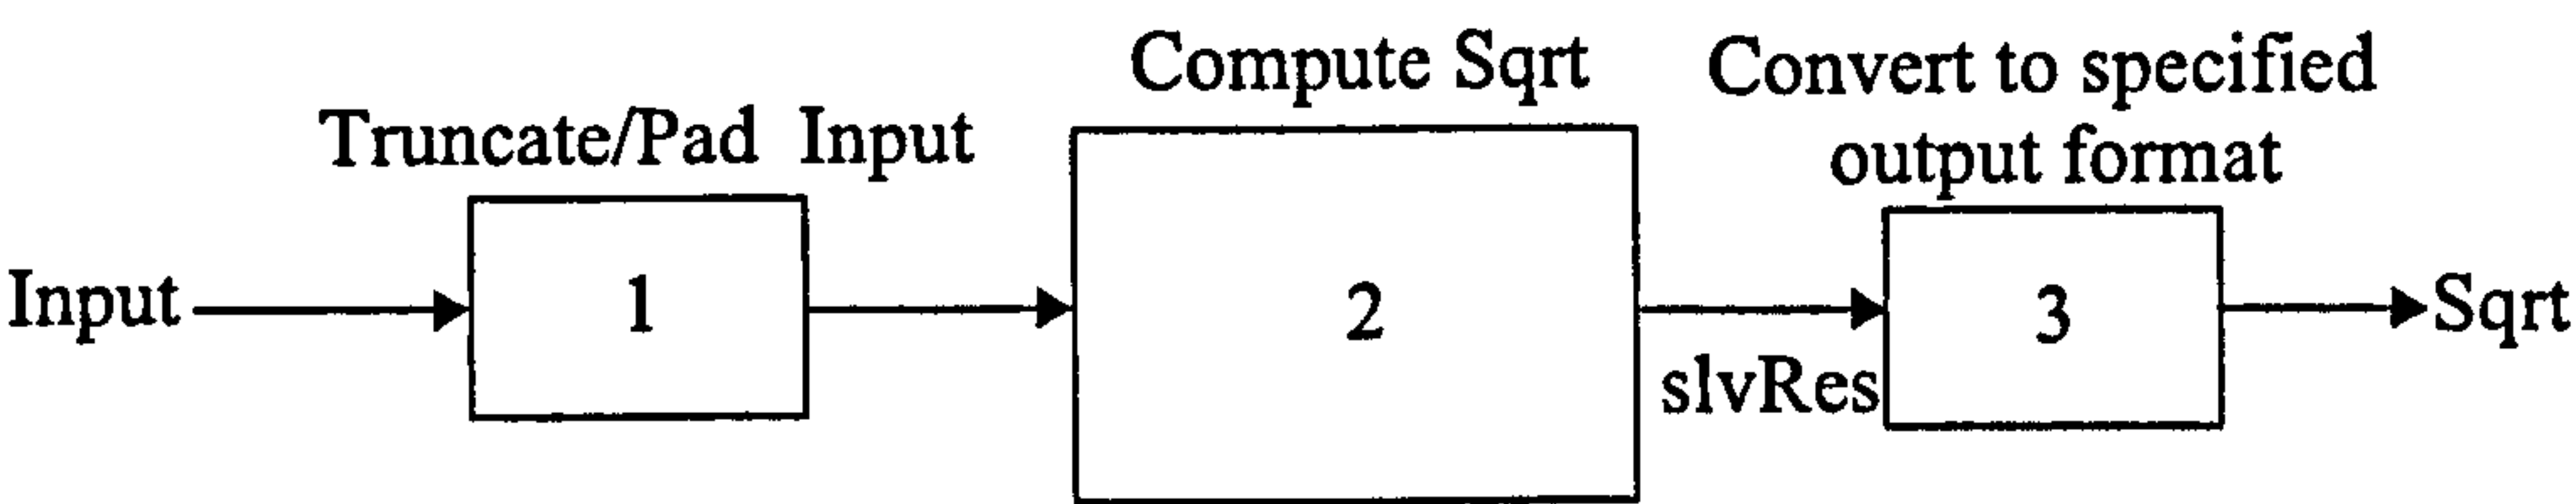 Compute Sqrt
Convert to specified
output format
Truncate/Pad Input
Input
1
2
slvRes
3
Sqrt